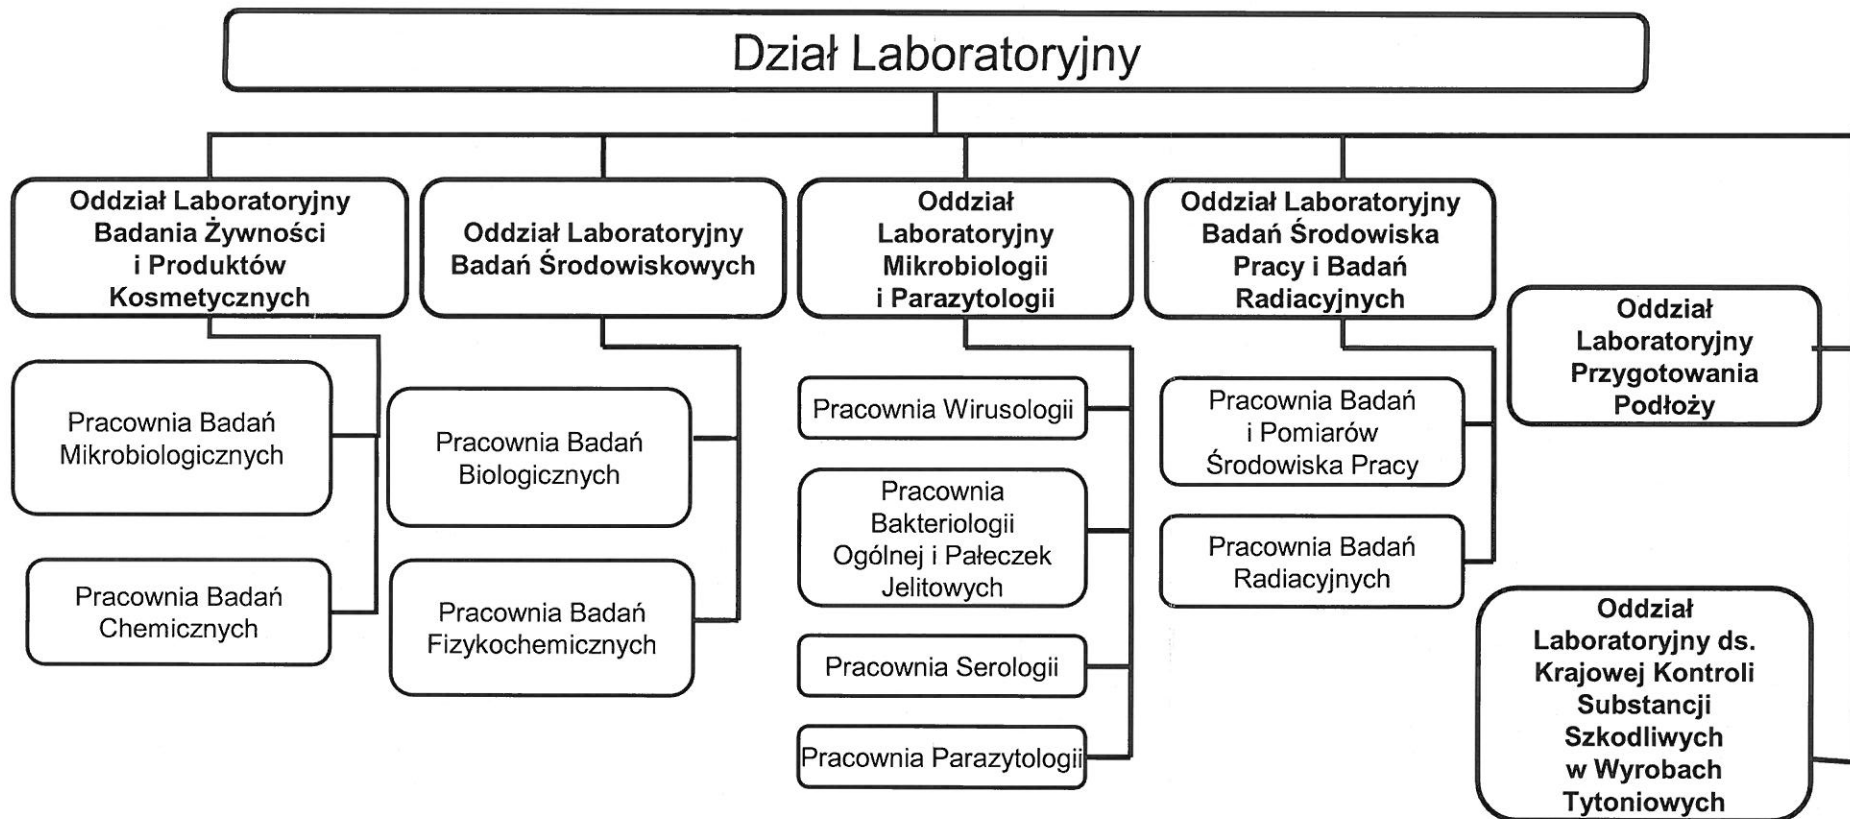 Dział Laboratoryjny
Oddział Laboratoryjny
Badania Żywności
i Produktów
Kosmetycznych
Oddział Laboratoryjny
Badań Środowiskowych
Oddział
Laboratoryjny
Mikrobiologii
i Parazytologii
Oddział Laboratoryjny
Badań Środowiska
Pracy i Badań
Radiacyjnych
Oddział
Laboratoryjny
Przygotowania
Podłoży
Pracownia Badań
Mikrobiologicznych
Pracownia Badań
Chemicznych
Pracownia Badań
Biologicznych
Pracownia Badań
Fizykochemicznych
Pracownia Wirusologii
Pracownia
Bakteriologii
Ogólnej i Pałeczek
Jelitowych
Pracownia Serologii
Pracownia Parazytologii
Pracownia Badań
i Pomiarów
Środowiska Pracy
Pracownia Badań
Radiacyjnych
Oddział
Laboratoryjny ds.
Krajowej Kontroli
Substancji
Szkodliwych
w Wyrobach
Tytoniowych